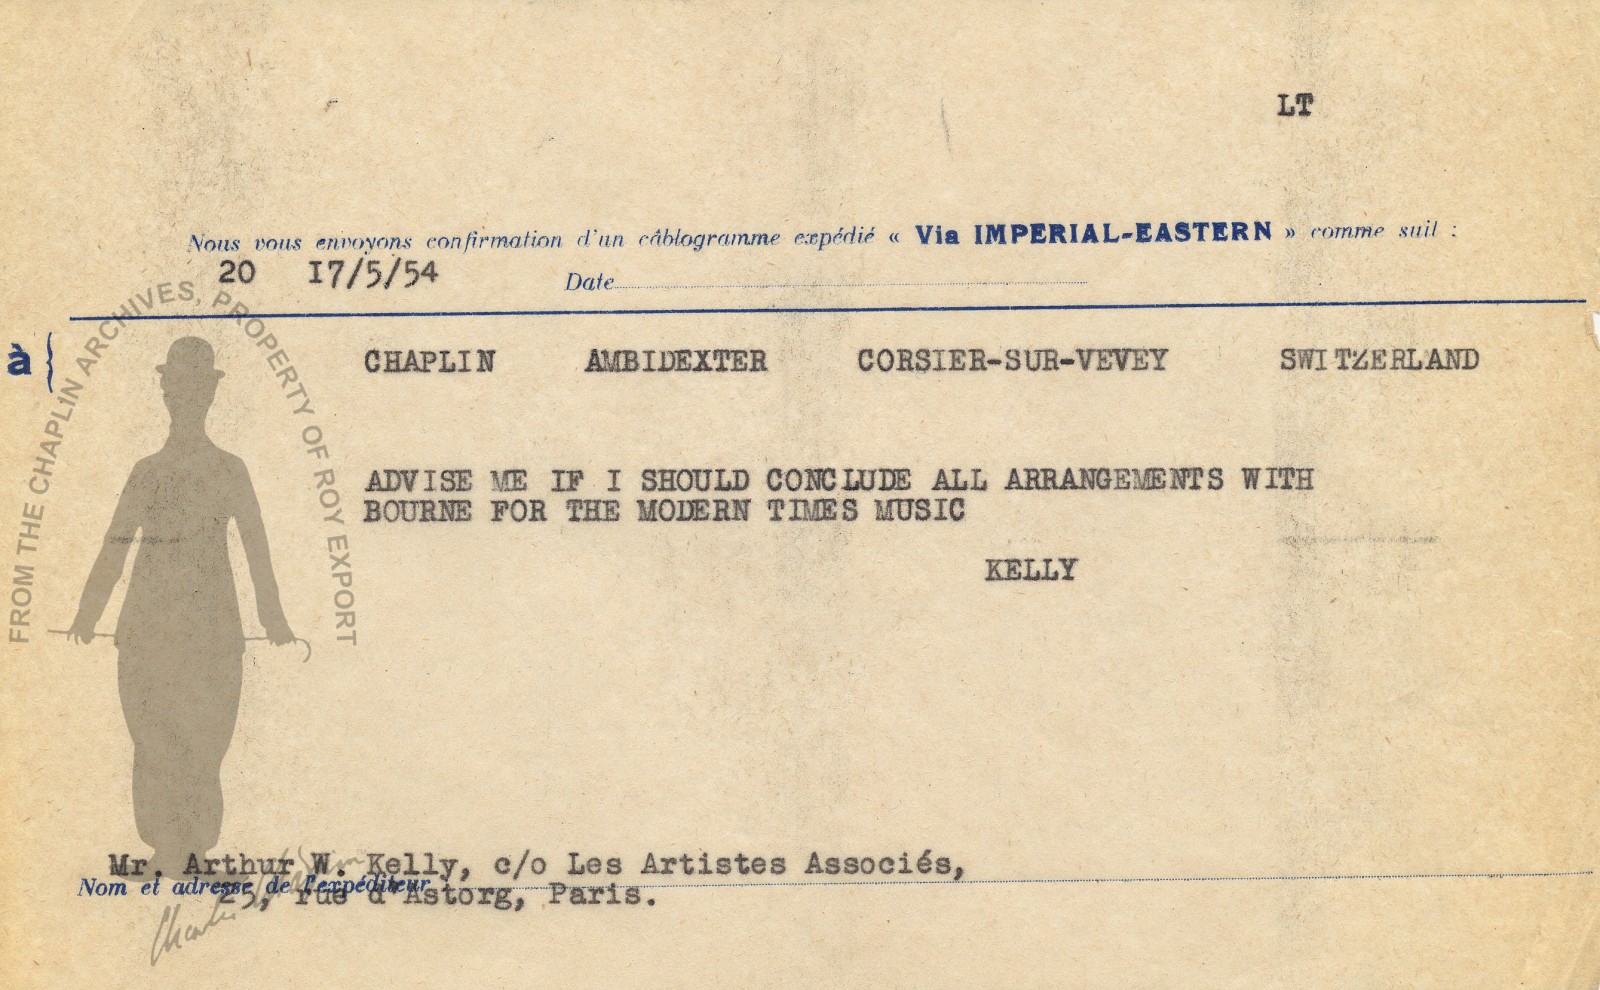 LT
Nous vous envoyons confirmation d'un câblogramme expédié « Via IMPERIAL-EASTERN » comme suit :
20 I7/5/54 Date
à
CHAPLIN AMBIDEXTER CORSIER-SUR-VEVEY SWITZERLAND
ADVISE ME IF I SHOULD CONCLUDE ALL ARRANGEMENTS WITH
BOURNE FOR THE MODERN TIMES MUSIC
KELLY
FROM THE CHAPLIN ARCHIVES, PROPERTY OF ROY EXPORT
Mr. Arthur W. Kelly, c/o Les Artistes Associés,
Nom et adresse de l'expéditeur
25, rue d'Astorg, Paris.
Charles Chaplin